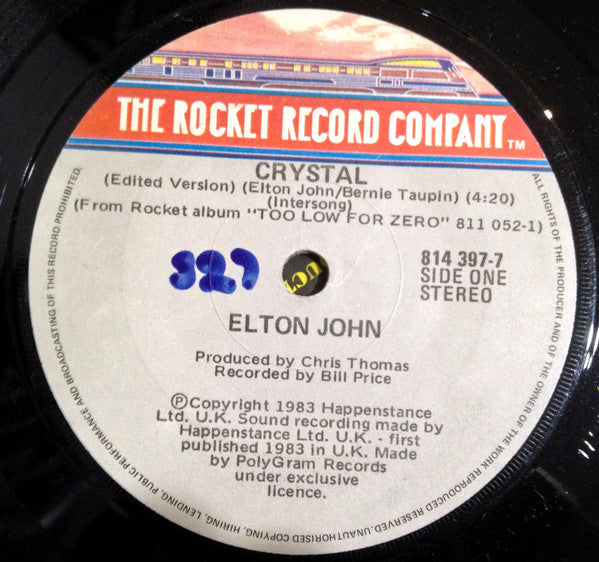 THE ROCKET RECORD COMPANY TM
CRYSTAL
(Edited Version) (Elton John/Bernie Taupin) (4:20)
(Intersong)
(From Rocket album "TOO LOW FOR ZERO" 811 052-1)
327
UCT
814 397-7
SIDE ONE
STEREO
ELTON JOHN
Produced by Chris Thomas
Recorded by Bill Price
ⓅCopyright 1983 Happenstance
Ltd. U.K. Sound recording made by
Happenstance Ltd. U.K. - first
published 1983 in U.K. Made
by PolyGram Records
under exclusive
licence.
ALL RIGHTS OF THE PRODUCER AND OF THE OWNER OF THE WORK REPRODUCED RESERVED. UNAUTHORISED COPYING, HIRING, LENDING, PUBLIC PERFORMANCE AND BROADCASTING OF THIS RECORD PROHIBITED.